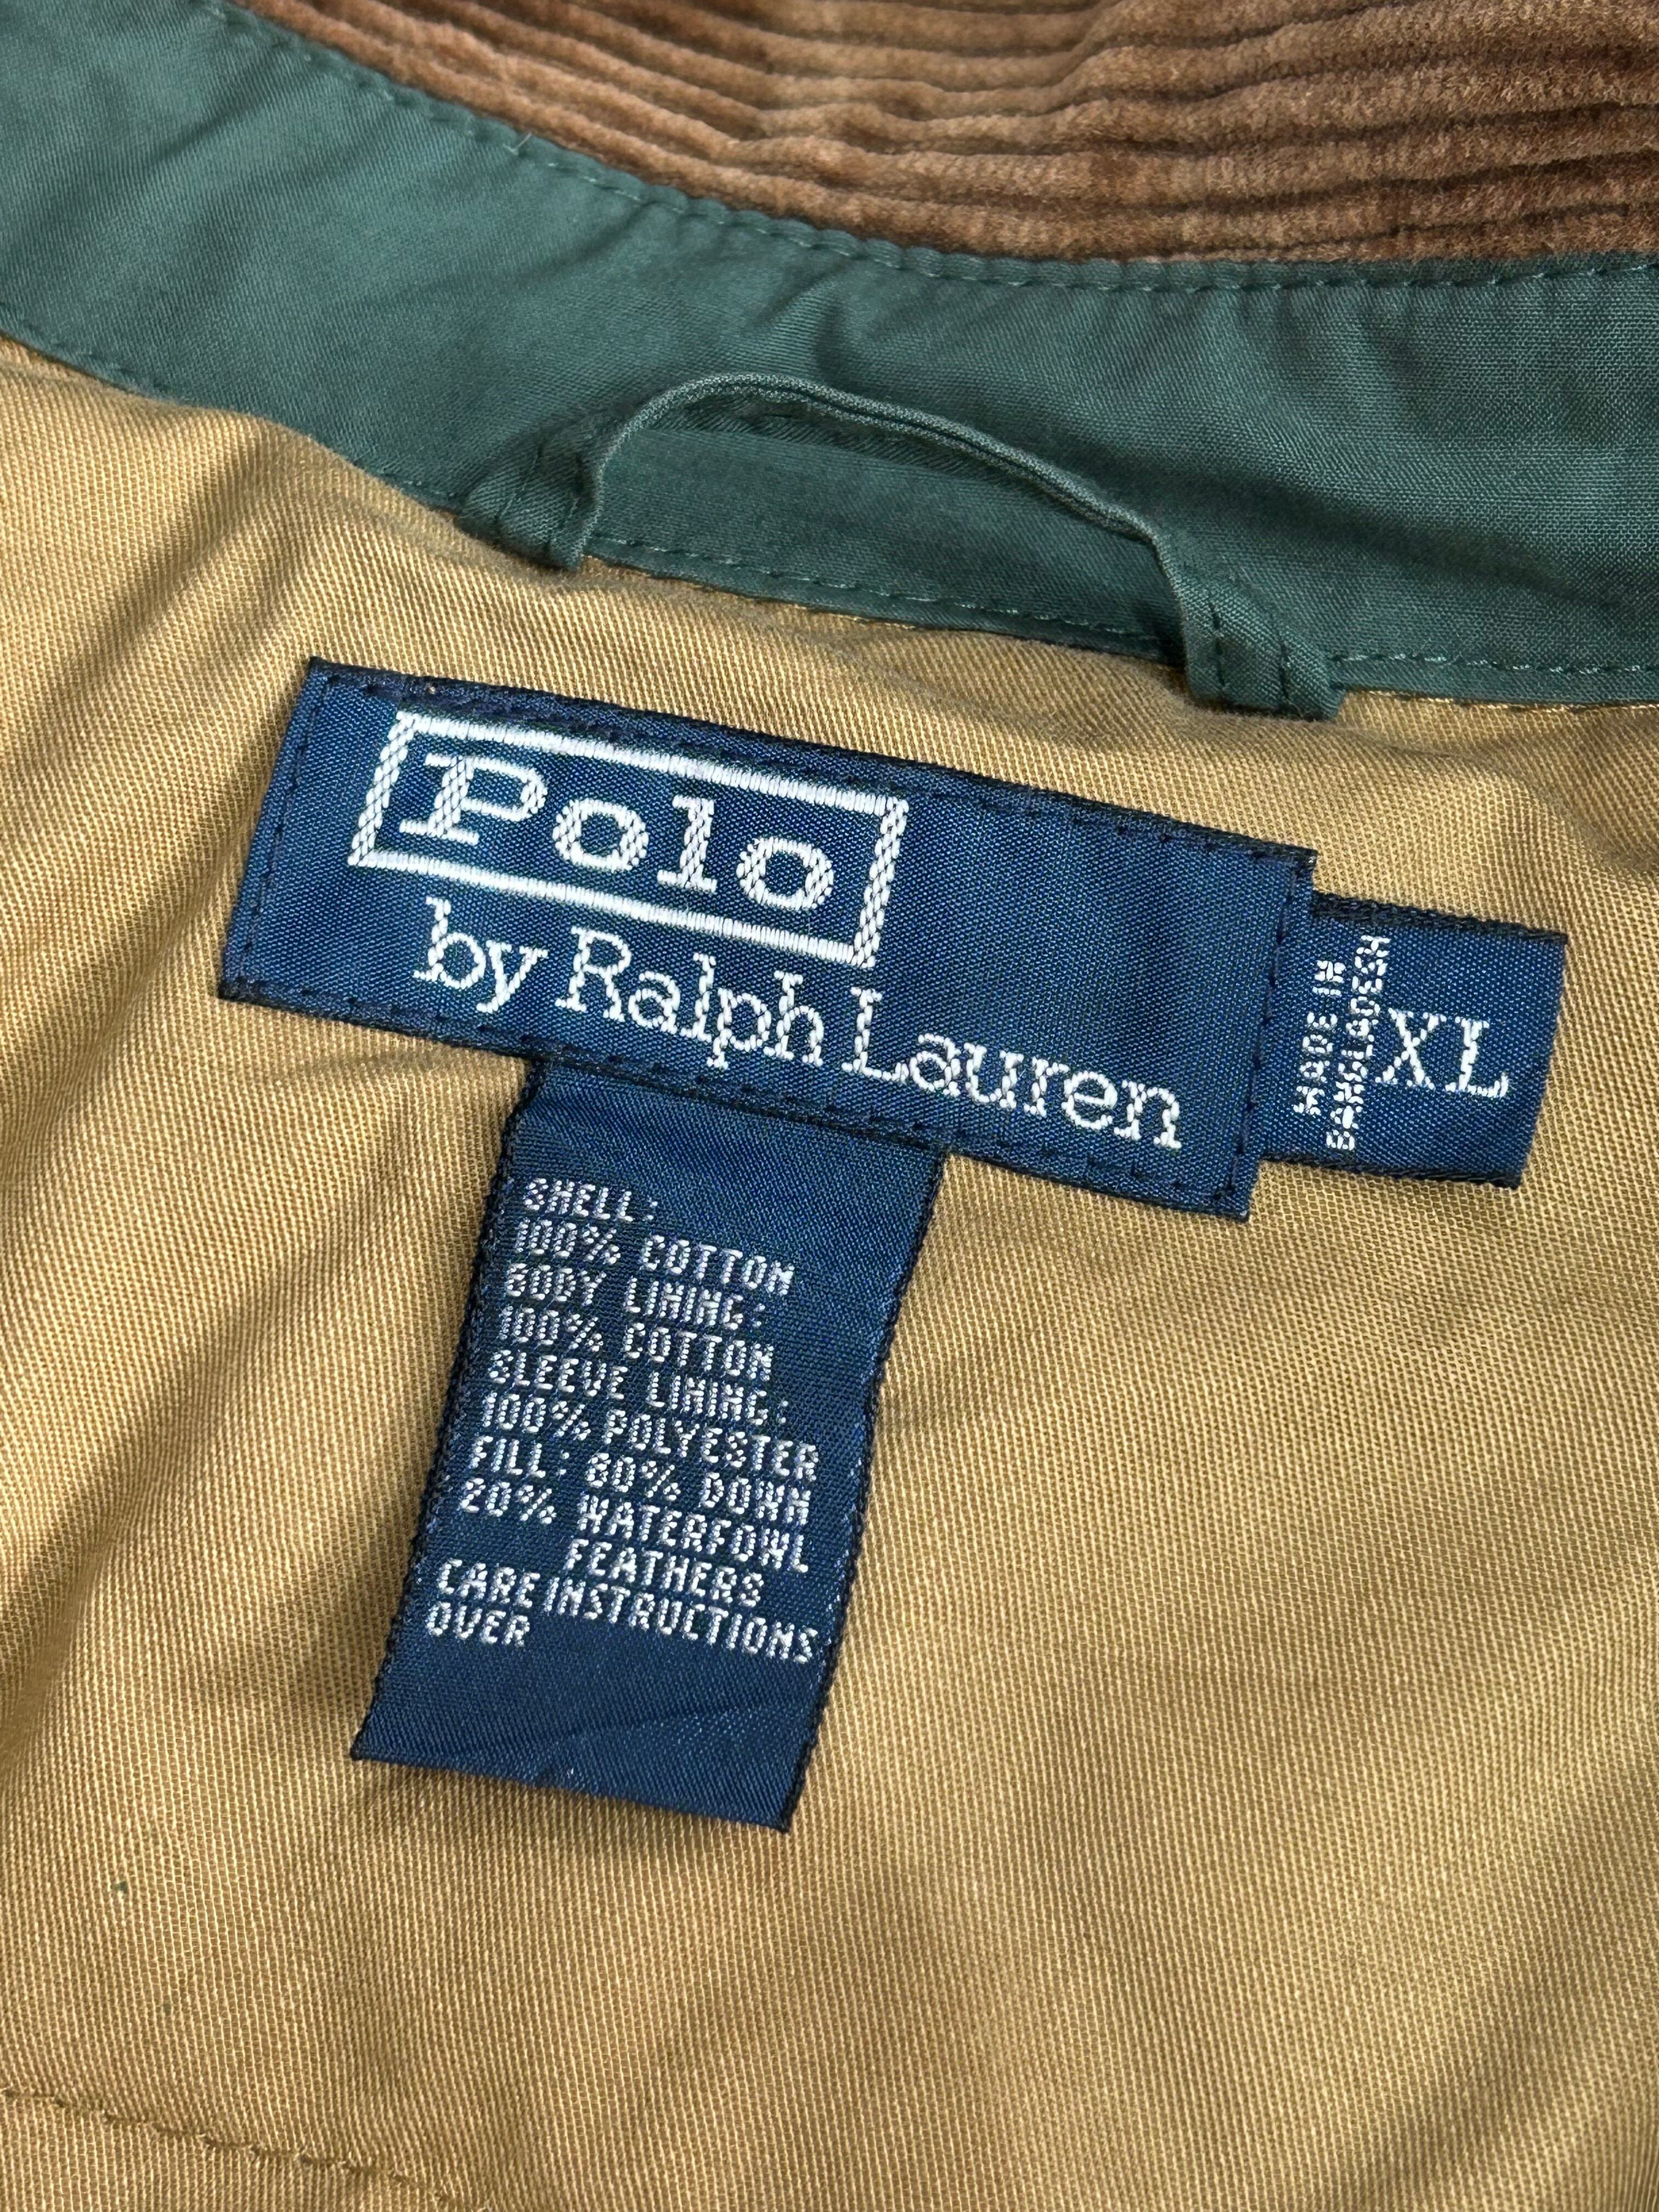 Polo
by Ralph Lauren
MADE IN
BANGLADESH
XL
SHELL:
100% COTTON
BODY LINING:
100% COTTON
SLEEVE LINING:
100% POLYESTER
FILL: 80% DOWN
20% WATERFOWL
FEATHERS
CARE INSTRUCTIONS
OVER